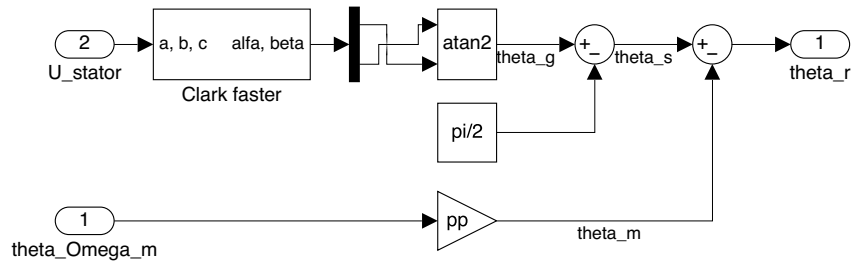 2
U_stator
a, b, c
alfa, beta
Clark faster
atan2
theta_g
+
_
theta_s
+
_
1
theta_r
pi/2
1
theta_Omega_m
pp
theta_m